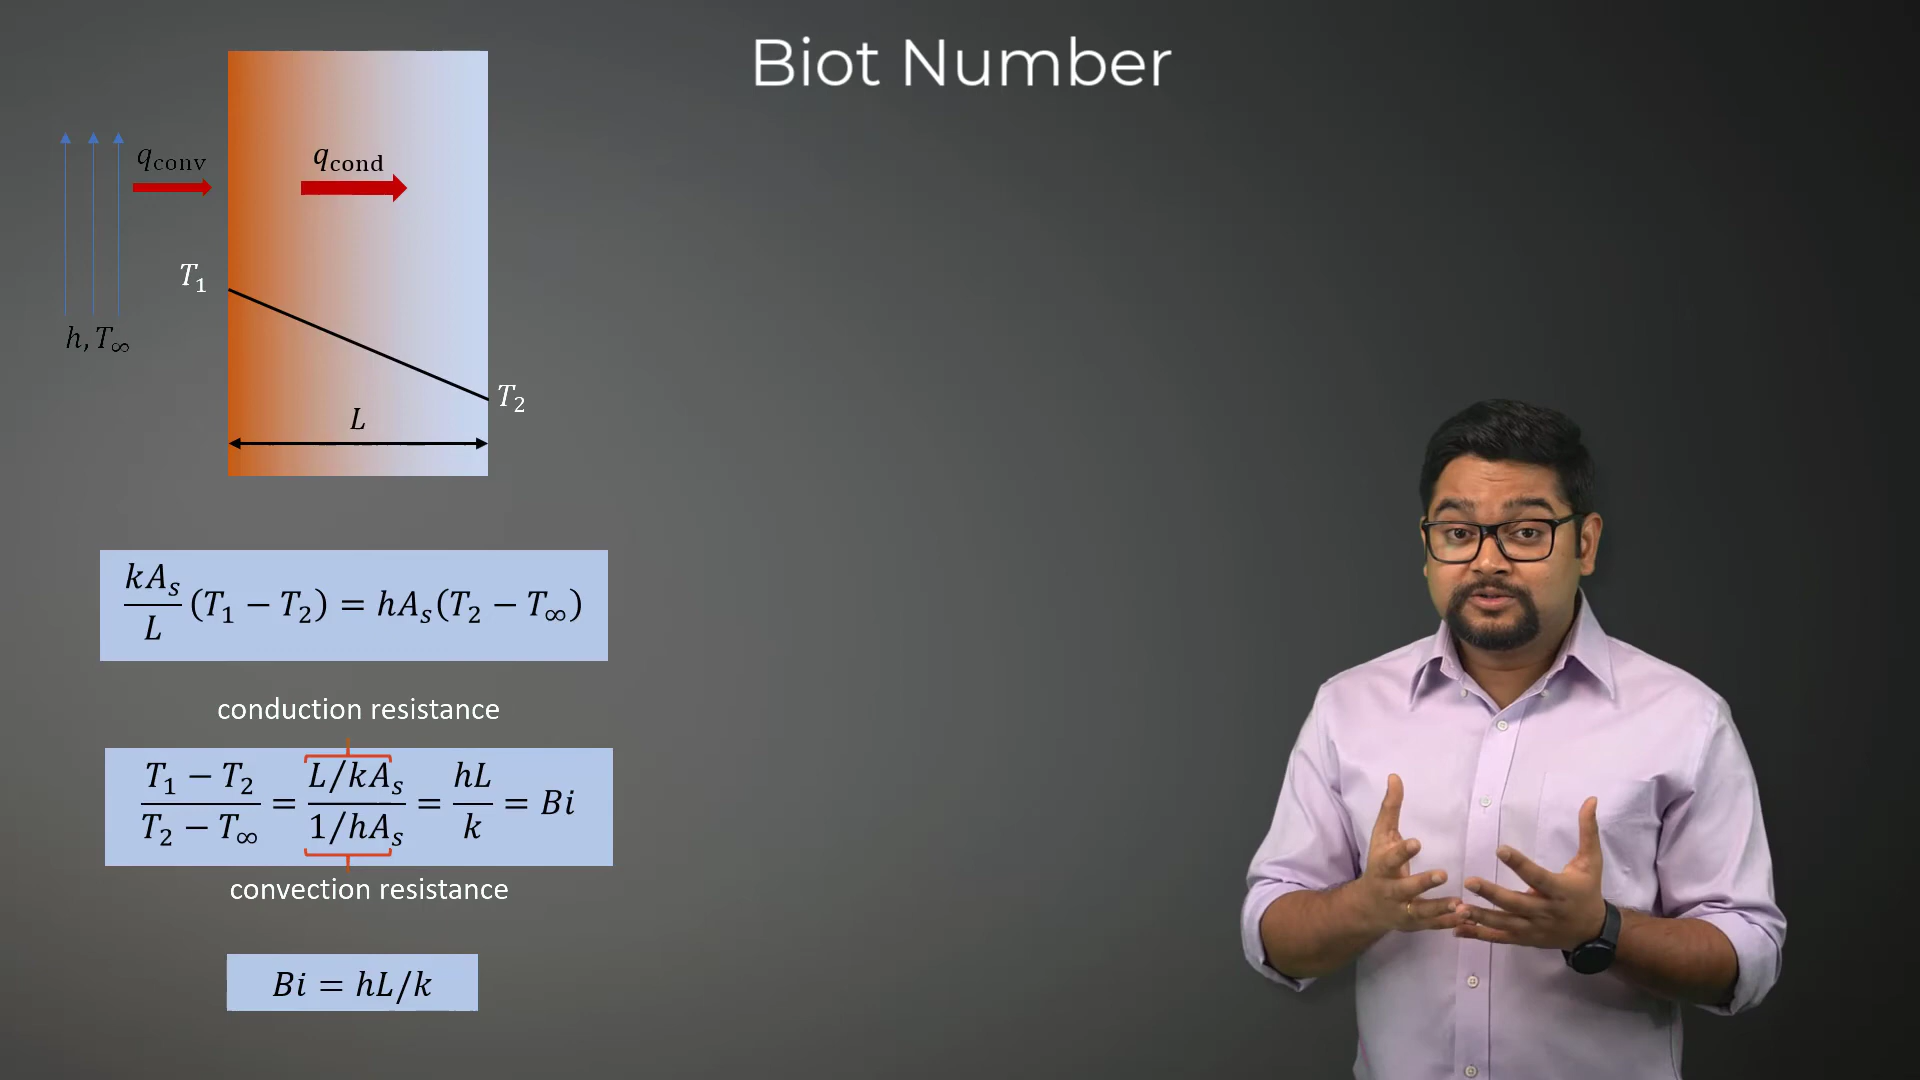 Biot Number
q_conv
q_cond
T_1
h, T_∞
T_2
L
kA_s/L (T_1 − T_2) = hA_s(T_2 − T_∞)
conduction resistance
(T_1 − T_2)/(T_2 − T_∞) = (L/kA_s)/(1/hA_s) = hL/k = Bi
convection resistance
Bi = hL/k